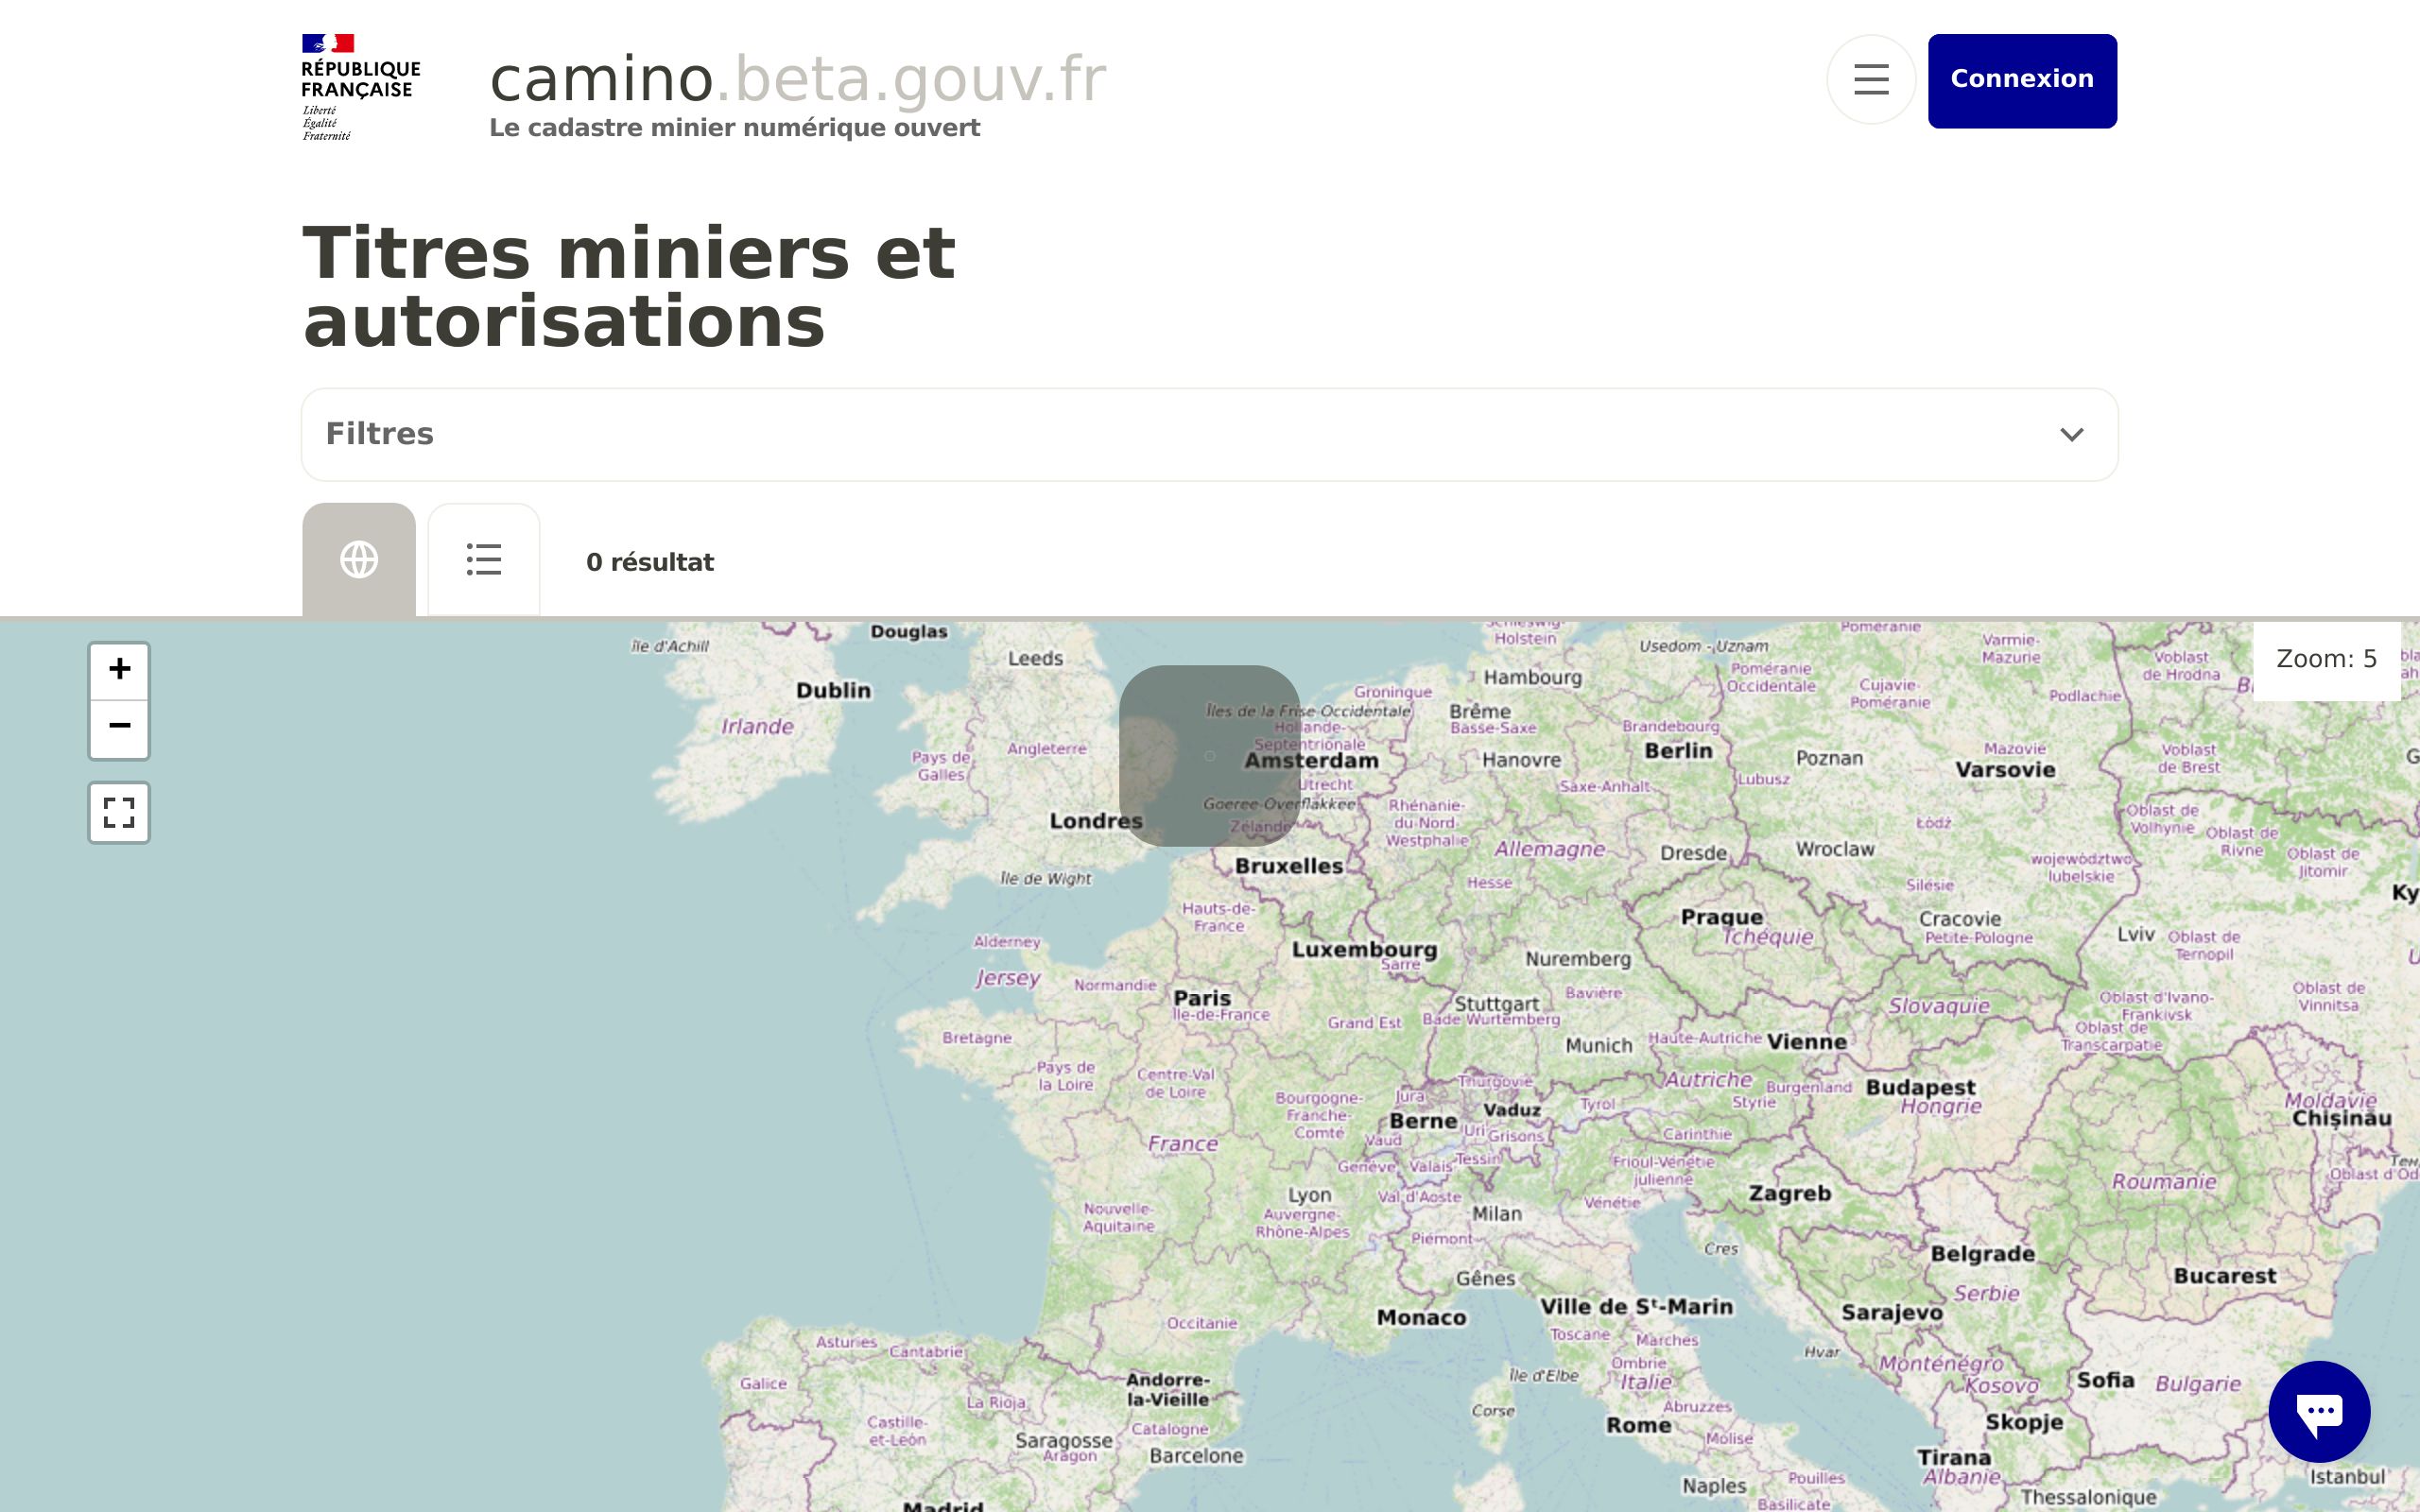 RÉPUBLIQUE
FRANÇAISE
Liberté
Égalité
Fraternité
camino.beta.gouv.fr
Le cadastre minier numérique ouvert
Connexion
Titres miniers et
autorisations
Filtres
0 résultat
+
−
Zoom: 5
île d'Achill
Douglas
Leeds
Dublin
Irlande
Pays de
Galles
Angleterre
Londres
île de Wight
Îles de la Frise-Occidentale
Hollande-
Septentrionale
Amsterdam
Utrecht
Goeree-Overflakkee
Zélande
Bruxelles
Groningue
Holstein
Hambourg
Brême
Basse-Saxe
Hanovre
Usedom - Uznam
Poméranie
Occidentale
Poméranie
Brandebourg
Berlin
Saxe-Anhalt
Lubusz
Cujavie-
Poméranie
Poznan
Varmie-
Mazurie
Podlachie
Mazovie
Varsovie
Voblast
de Hrodna
Voblast
de Brest
Rhénanie-
du-Nord-
Westphalie
Allemagne
Hesse
Dresde
Wroclaw
Łódź
województwo
lubelskie
Silésie
Oblast de
Volhynie
Oblast de
Rivne
Oblast de
Jitomir
Ky
Hauts-de-
France
Alderney
Jersey
Normandie
Luxembourg
Sarre
Paris
Île-de-France
Grand Est
Nuremberg
Prague
Tchéquie
Cracovie
Petite-Pologne
Lviv
Oblast de
Ternopil
Stuttgart
Bade Wurtemberg
Bavière
Slovaquie
Oblast d'Ivano-
Frankivsk
Oblast de
Vinnitsa
Bretagne
Pays de
la Loire
Centre-Val
de Loire
Munich
Haute-Autriche
Vienne
Oblast de
Transcarpatie
Thurgovie
Autriche
Burgenland
Styrie
Budapest
Hongrie
Moldavie
Chișinău
Bourgogne-
Franche-
Comté
Jura
Berne
Vaduz
Tyrol
Uri
Grisons
Vaud
Carinthie
France
Genève
Valais
Tessin
Frioul-Vénétie
julienne
Roumanie
Lyon
Auvergne-
Rhône-Alpes
Val d'Aoste
Milan
Vénétie
Zagreb
Nouvelle-
Aquitaine
Piémont
Cres
Belgrade
Serbie
Gênes
Bucarest
Monaco
Ville de Sᵗ-Marin
Sarajevo
Occitanie
Toscane
Marches
Hvar
Asturies
Cantabrie
Galice
La Rioja
Andorre-
la-Vieille
Île d'Elbe
Ombrie
Italie
Monténégro
Kosovo
Sofia
Bulgarie
Castille-
et-León
Saragosse
Aragon
Catalogne
Barcelone
Corse
Abruzzes
Rome
Molise
Skopje
Tirana
Albanie
Istanbul
Madrid
Naples
Pouilles
Basilicate
Thessalonique